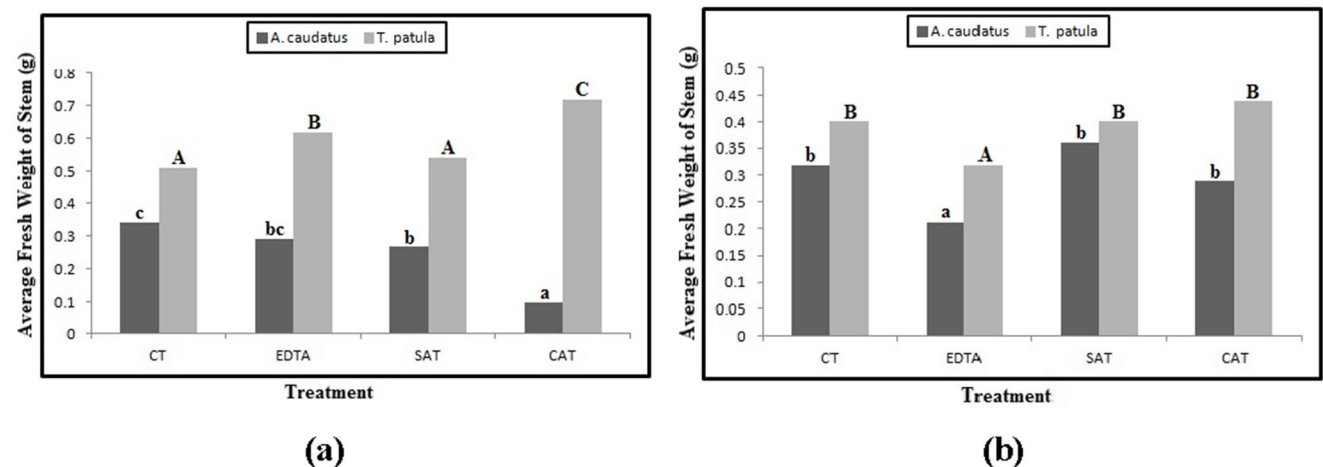 A. caudatus T. patula
Average Fresh Weight of Stem (g)
0.8
0.7
0.6
0.5
0.4
0.3
0.2
0.1
0
c A
bc B
b A
a C
CT EDTA SAT CAT
Treatment
(a)
A. caudatus T. patula
Average Fresh Weight of Stem (g)
0.5
0.45
0.4
0.35
0.3
0.25
0.2
0.15
0.1
0.05
0
b B
a A
b B
b B
CT EDTA SAT CAT
Treatment
(b)